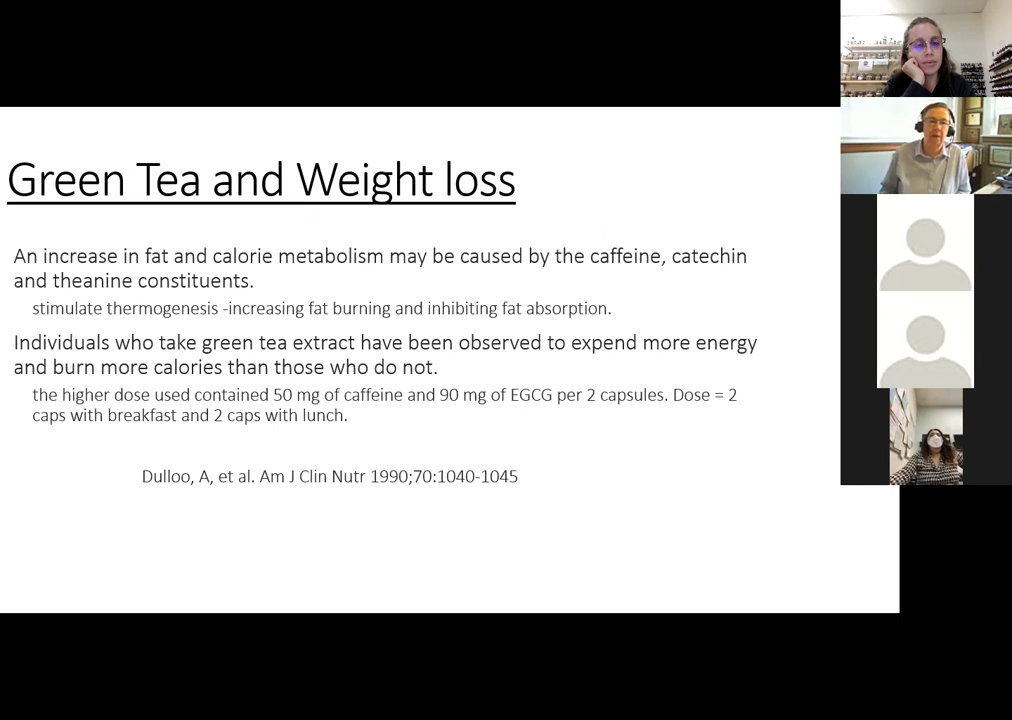 Green Tea and Weight loss
An increase in fat and calorie metabolism may be caused by the caffeine, catechin
and theanine constituents.
stimulate thermogenesis -increasing fat burning and inhibiting fat absorption.
Individuals who take green tea extract have been observed to expend more energy
and burn more calories than those who do not.
the higher dose used contained 50 mg of caffeine and 90 mg of EGCG per 2 capsules. Dose = 2
caps with breakfast and 2 caps with lunch.
Dulloo, A, et al. Am J Clin Nutr 1990;70:1040-1045